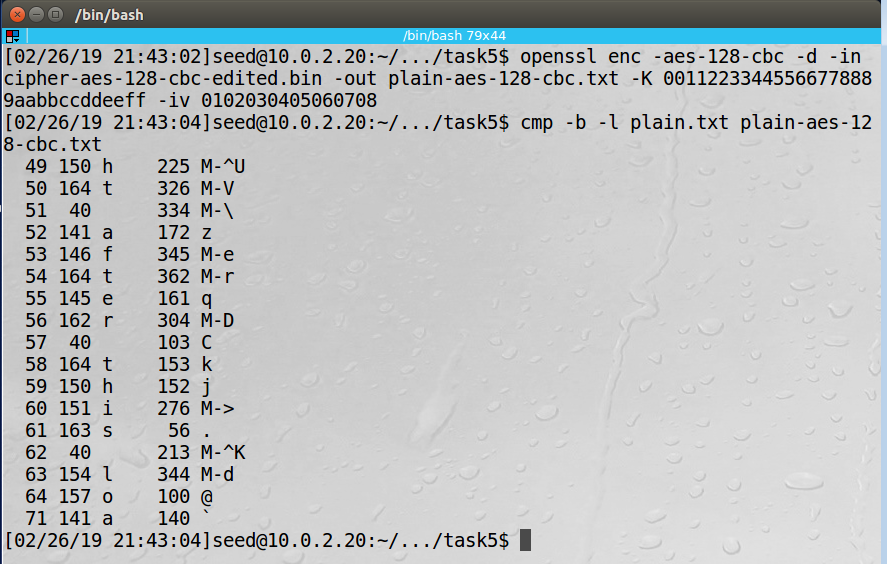 /bin/bash
/bin/bash 79x44
[02/26/19 21:43:02]seed@10.0.2.20:~/.../task5$ openssl enc -aes-128-cbc -d -in
cipher-aes-128-cbc-edited.bin -out plain-aes-128-cbc.txt -K 0011223344556677888
9aabbccddeeff -iv 0102030405060708
[02/26/19 21:43:04]seed@10.0.2.20:~/.../task5$ cmp -b -l plain.txt plain-aes-12
8-cbc.txt
49 150 h    225 M-^U
50 164 t    326 M-V
51  40      334 M-\
52 141 a    172 z
53 146 f    345 M-e
54 164 t    362 M-r
55 145 e    161 q
56 162 r    304 M-D
57  40      103 C
58 164 t    153 k
59 150 h    152 j
60 151 i    276 M->
61 163 s     56 .
62  40      213 M-^K
63 154 l    344 M-d
64 157 o    100 @
71 141 a    140 `
[02/26/19 21:43:04]seed@10.0.2.20:~/.../task5$